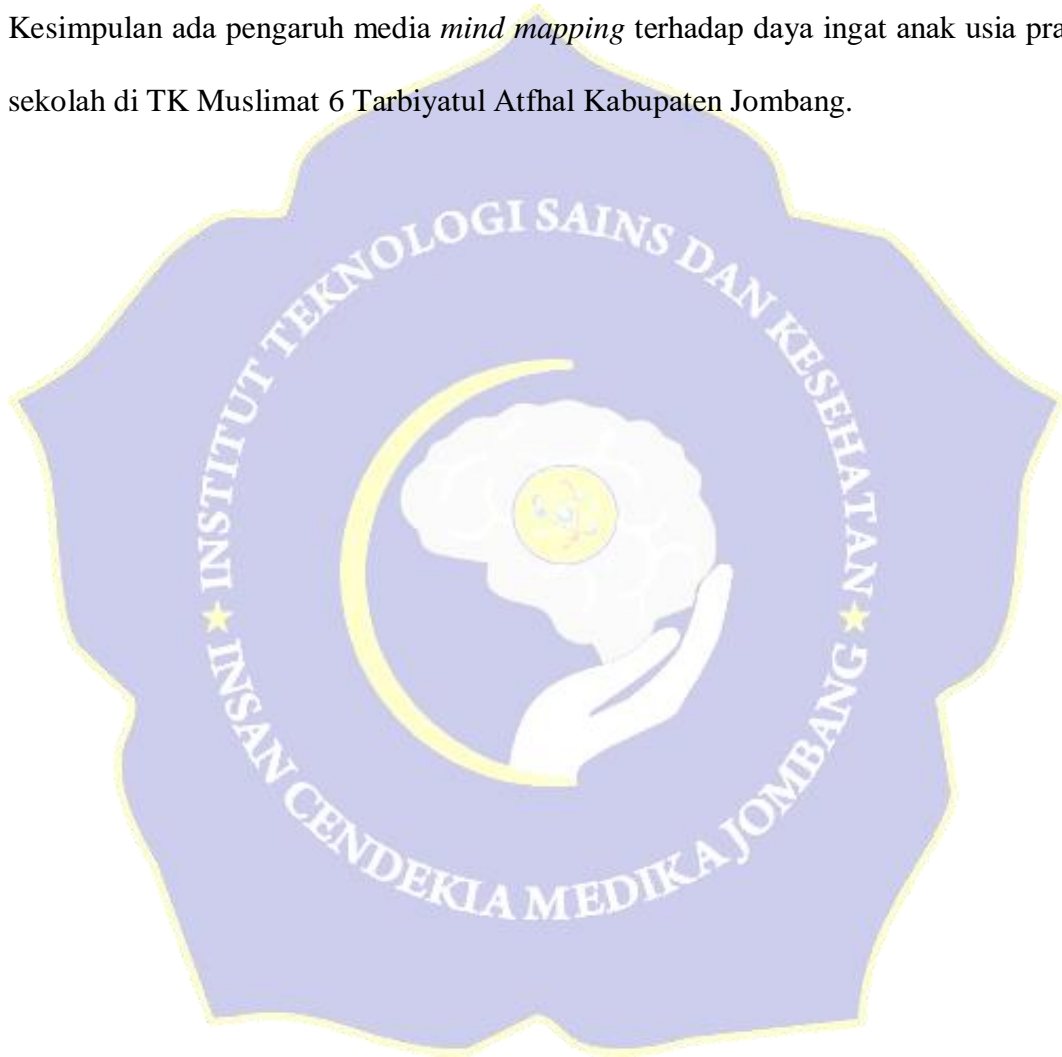 Kesimpulan ada pengaruh media mind mapping terhadap daya ingat anak usia pra
sekolah di TK Muslimat 6 Tarbiyatul Atfhal Kabupaten Jombang.
INSTITUT TEKNOLOGI SAINS DAN KESEHATAN
INSAN CENDEKIA MEDIKA JOMBANG